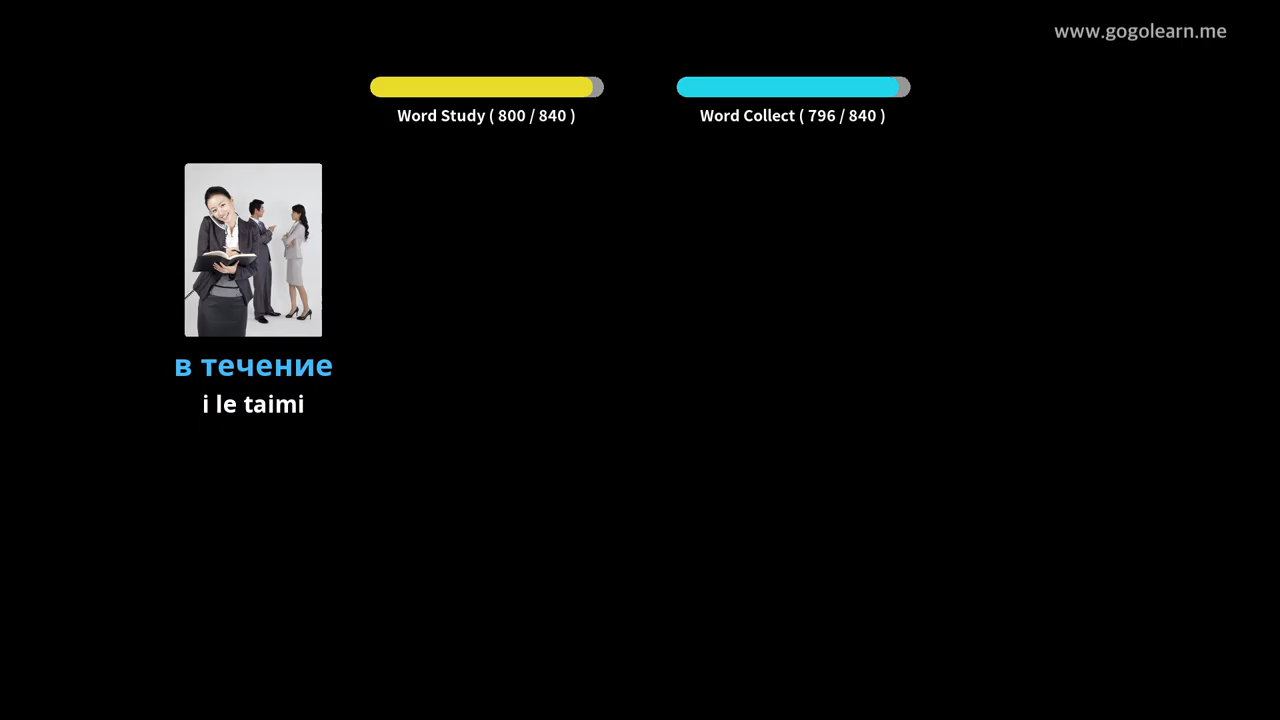 www.gogolearn.me
Word Study ( 800 / 840 )
Word Collect ( 796 / 840 )
в течение
i le taimi